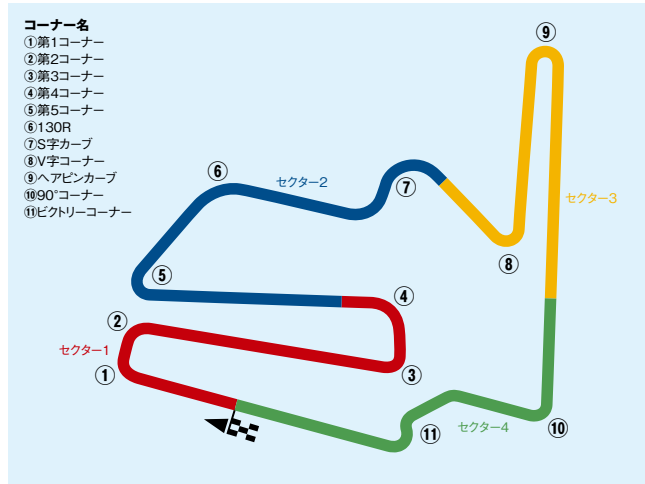 コーナー名
①第1コーナー
②第2コーナー
③第3コーナー
④第4コーナー
⑤第5コーナー
⑥130R
⑦S字カーブ
⑧V字コーナー
⑨ヘアピンカーブ
⑩90°コーナー
⑪ビクトリーコーナー
⑨
⑥
セクター2
⑦
セクター3
⑧
⑤
④
②
セクター1
①
③
⑪
セクター4
⑩